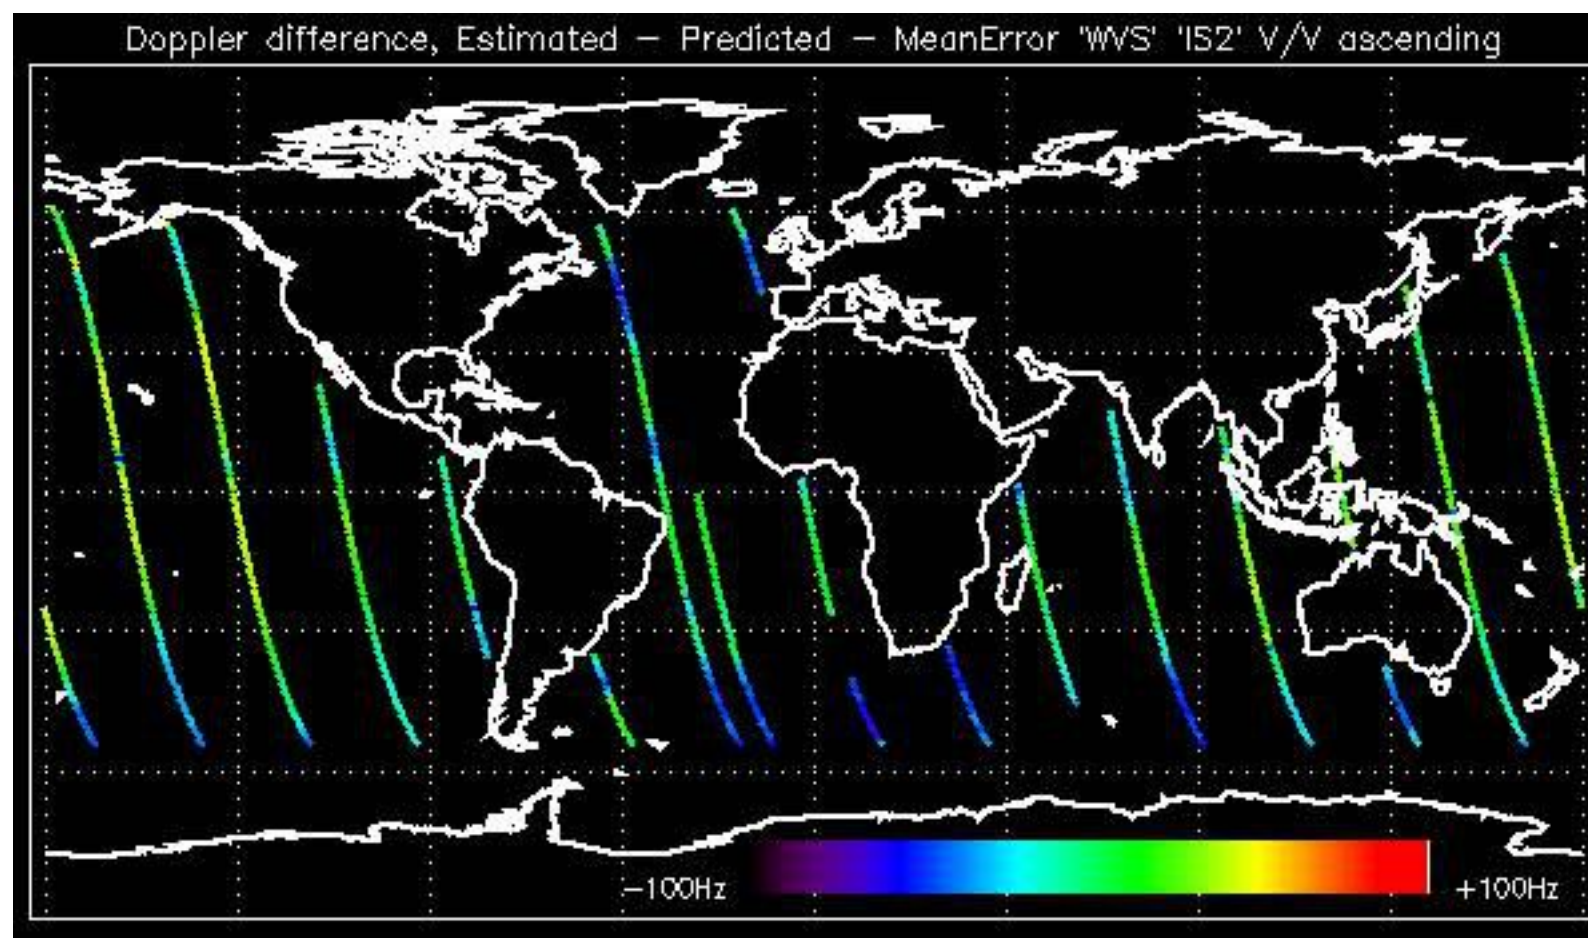 Doppler difference, Estimated – Predicted – MeanError 'WVS' 'IS2' V/V ascending
–100Hz +100Hz